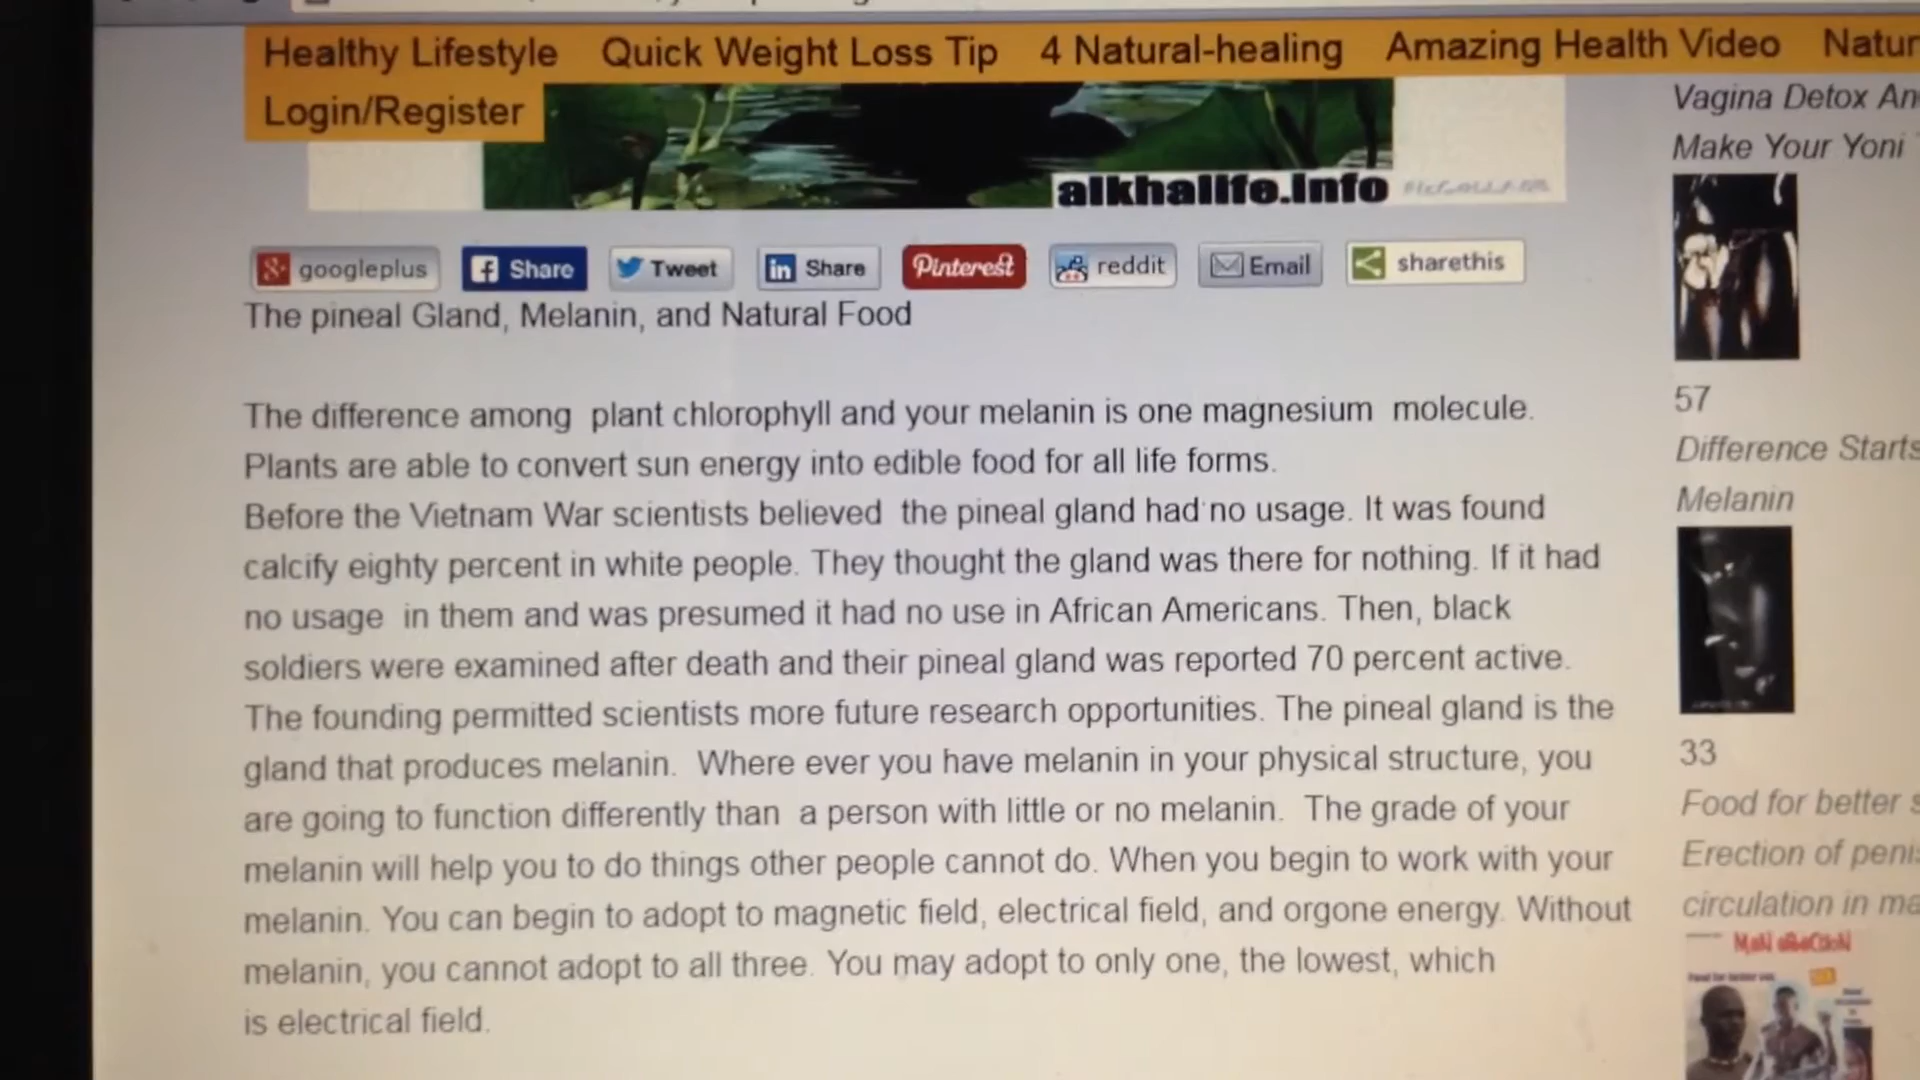 Healthy Lifestyle Quick Weight Loss Tip 4 Natural-healing Amazing Health Video
Login/Register
alkhalife.Info
googleplus Share Tweet Share Pinterest reddit Email sharethis
The pineal Gland, Melanin, and Natural Food
The difference among plant chlorophyll and your melanin is one magnesium molecule.
Plants are able to convert sun energy into edible food for all life forms.
Before the Vietnam War scientists believed the pineal gland had no usage. It was found
calcify eighty percent in white people. They thought the gland was there for nothing. If it had
no usage in them and was presumed it had no use in African Americans. Then, black
soldiers were examined after death and their pineal gland was reported 70 percent active.
The founding permitted scientists more future research opportunities. The pineal gland is the
gland that produces melanin. Where ever you have melanin in your physical structure, you
are going to function differently than a person with little or no melanin. The grade of your
melanin will help you to do things other people cannot do. When you begin to work with your
melanin. You can begin to adopt to magnetic field, electrical field, and orgone energy. Without
melanin, you cannot adopt to all three. You may adopt to only one, the lowest, which
is electrical field.
Vagina Detox
Make Your Yoni
57
Difference Starts
Melanin
33
Food for better
Erection of
circulation in